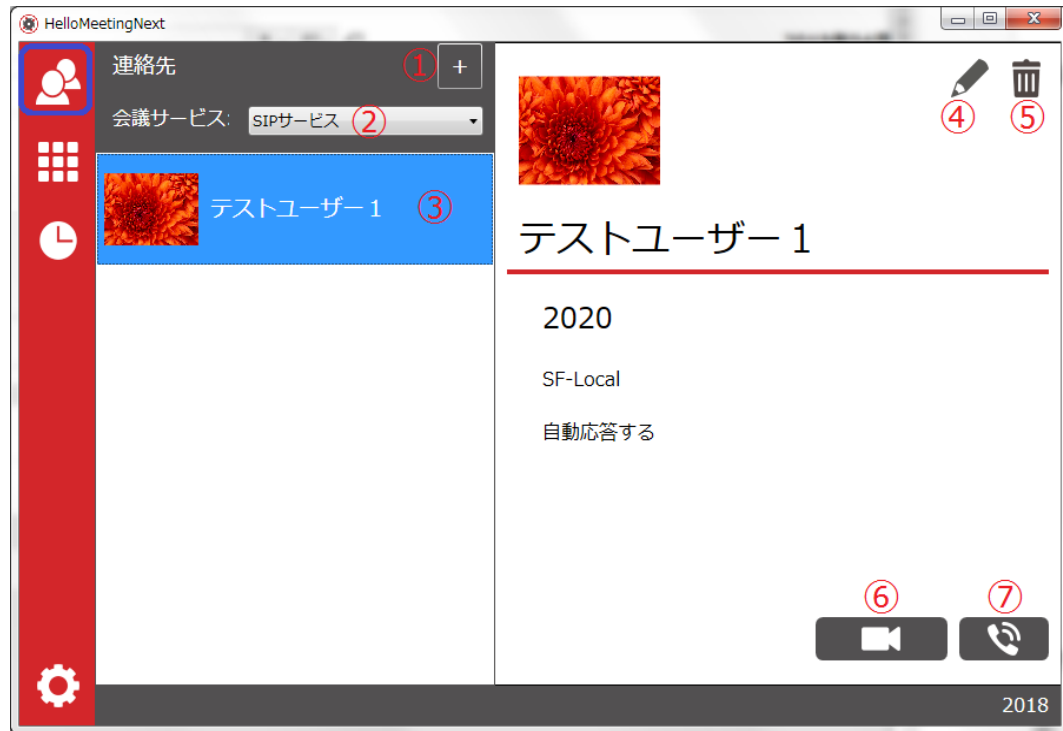 HelloMeetingNext
連絡先 ① +
会議サービス: SIPサービス ②
テストユーザー１ ③
④ ⑤
テストユーザー１
2020
SF-Local
自動応答する
⑥ ⑦
2018